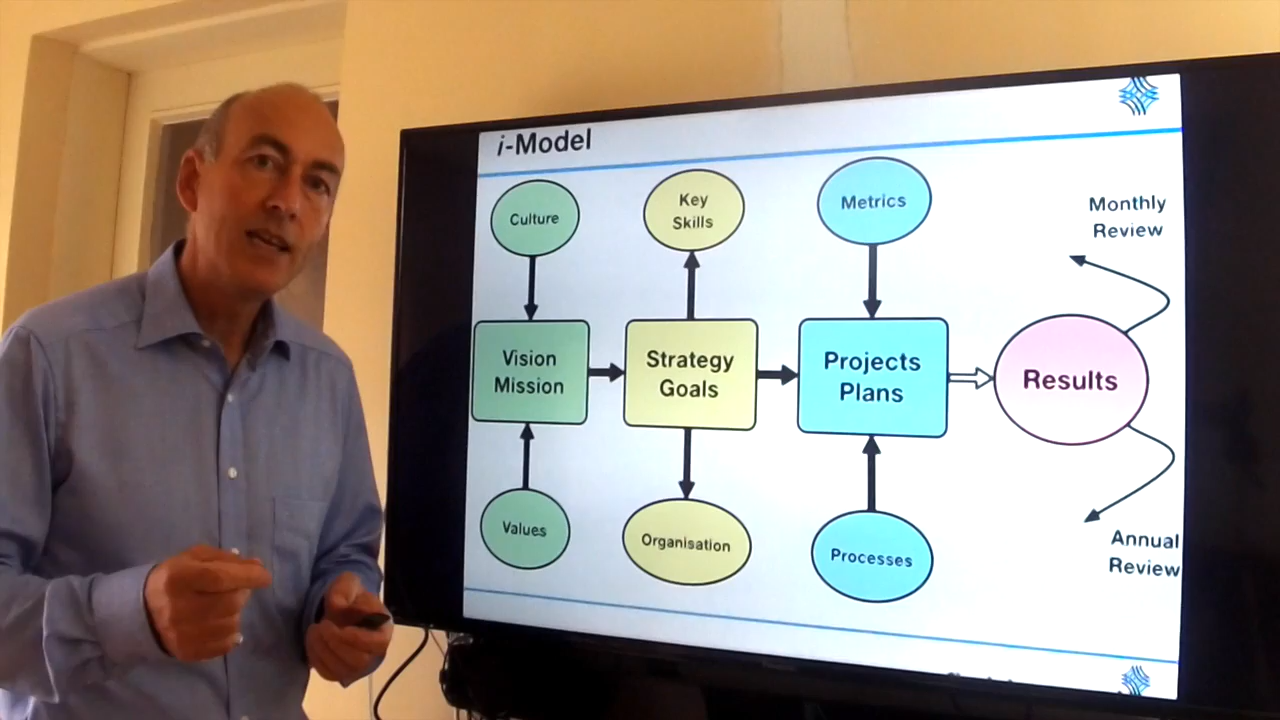 i-Model
Culture
Key
Skills
Metrics
Monthly
Review
Vision
Mission
Strategy
Goals
Projects
Plans
Results
Values
Organisation
Processes
Annual
Review